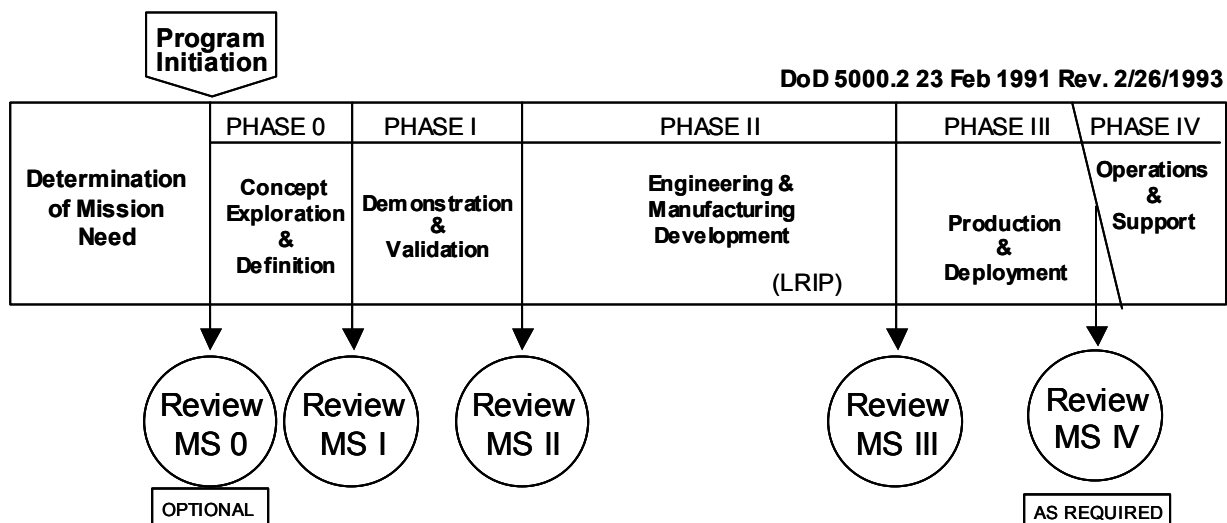 Program
Initiation
DoD 5000.2 23 Feb 1991 Rev. 2/26/1993
PHASE 0
PHASE I
PHASE II
PHASE III
PHASE IV
Determination
of Mission
Need
Concept
Exploration
&
Definition
Demonstration
&
Validation
Engineering &
Manufacturing
Development
(LRIP)
Production
&
Deployment
Operations
&
Support
Review
MS 0
Review
MS I
Review
MS II
Review
MS III
Review
MS IV
OPTIONAL
AS REQUIRED